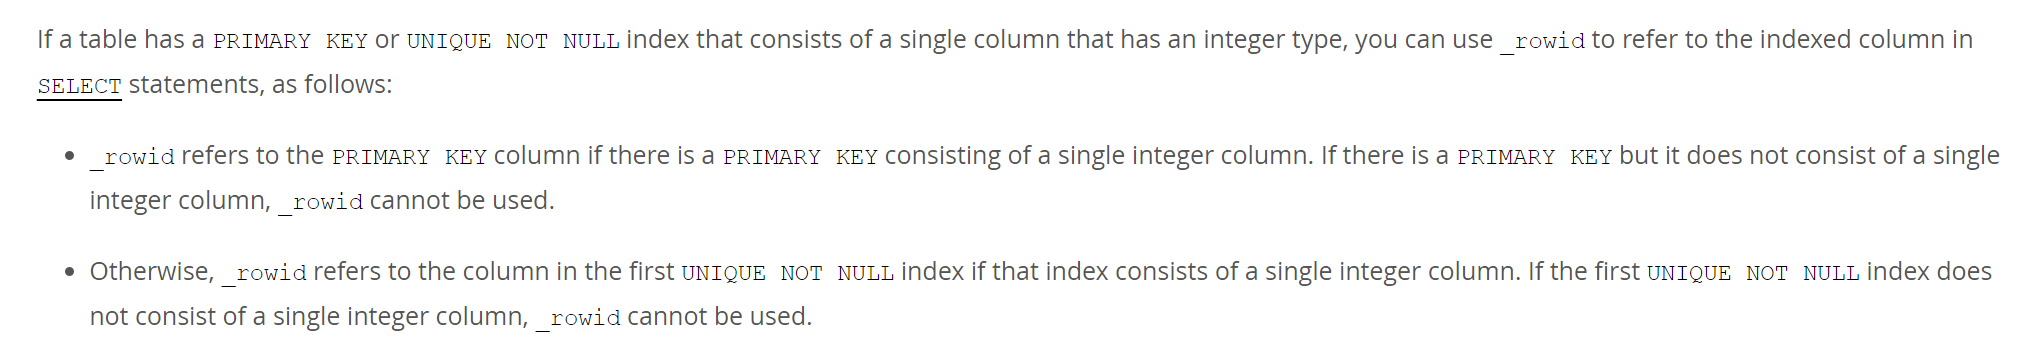 If a table has a PRIMARY KEY or UNIQUE NOT NULL index that consists of a single column that has an integer type, you can use _rowid to refer to the indexed column in
SELECT statements, as follows:
• _rowid refers to the PRIMARY KEY column if there is a PRIMARY KEY consisting of a single integer column. If there is a PRIMARY KEY but it does not consist of a single
integer column, _rowid cannot be used.
• Otherwise, _rowid refers to the column in the first UNIQUE NOT NULL index if that index consists of a single integer column. If the first UNIQUE NOT NULL index does
not consist of a single integer column, _rowid cannot be used.